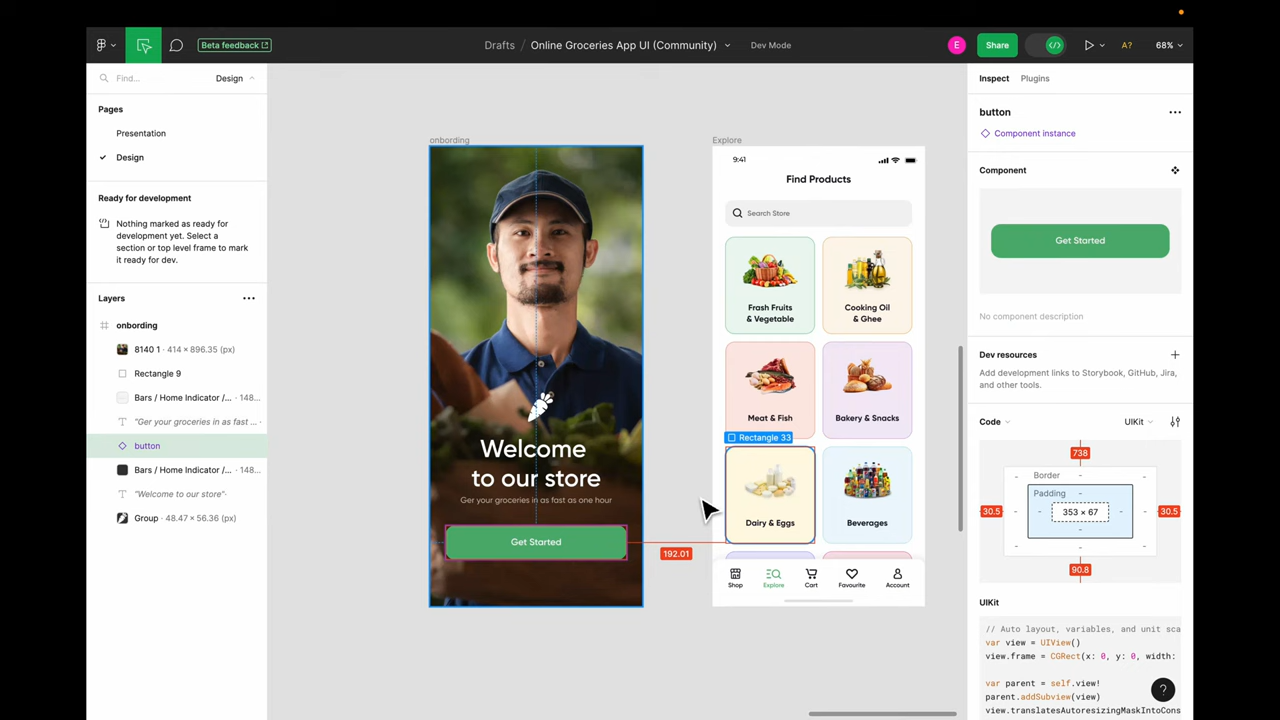 Beta feedback
Drafts / Online Groceries App UI (Community)
Dev Mode
E
Share
</>
A?
68%
Find...
Design
Pages
Presentation
Design
Ready for development
Nothing marked as ready for
development yet. Select a
section or top level frame to mark
it ready for dev.
Layers
onbording
8140 1 · 414 × 896.35 (px)
Rectangle 9
Bars / Home Indicator /... · 148...
"Ger your groceries in as fast ... ·
button
Bars / Home Indicator /... · 148...
"Welcome to our store"·
Group · 48.47 × 56.36 (px)
onbording
Welcome
to our store
Ger your groceries in as fast as one hour
Get Started
192.01
Explore
9:41
Find Products
Search Store
Frash Fruits
& Vegetable
Cooking Oil
& Ghee
Meat & Fish
Bakery & Snacks
Rectangle 33
Dairy & Eggs
Beverages
Shop
Explore
Cart
Favourite
Account
Inspect
Plugins
button
Component instance
Component
Get Started
No component description
Dev resources
Add development links to Storybook, GitHub, Jira,
and other tools.
Code
UIKit
738
Border
Padding
30.5
353 × 67
30.5
90.8
UIKit
// Auto layout, variables, and unit sca
var view = UIView()
view.frame = CGRect(x: 0, y: 0, width:
var parent = self.view!
parent.addSubview(view)
view.translatesAutoresizingMaskIntoCons
?